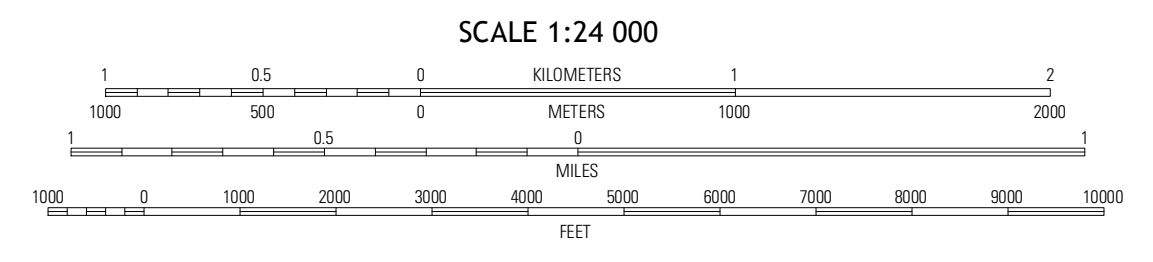 SCALE 1:24 000
1 0.5 0 KILOMETERS 1 2
1000 500 0 METERS 1000 2000
1 0.5 0 1
MILES
1000 0 1000 2000 3000 4000 5000 6000 7000 8000 9000 10000
FEET